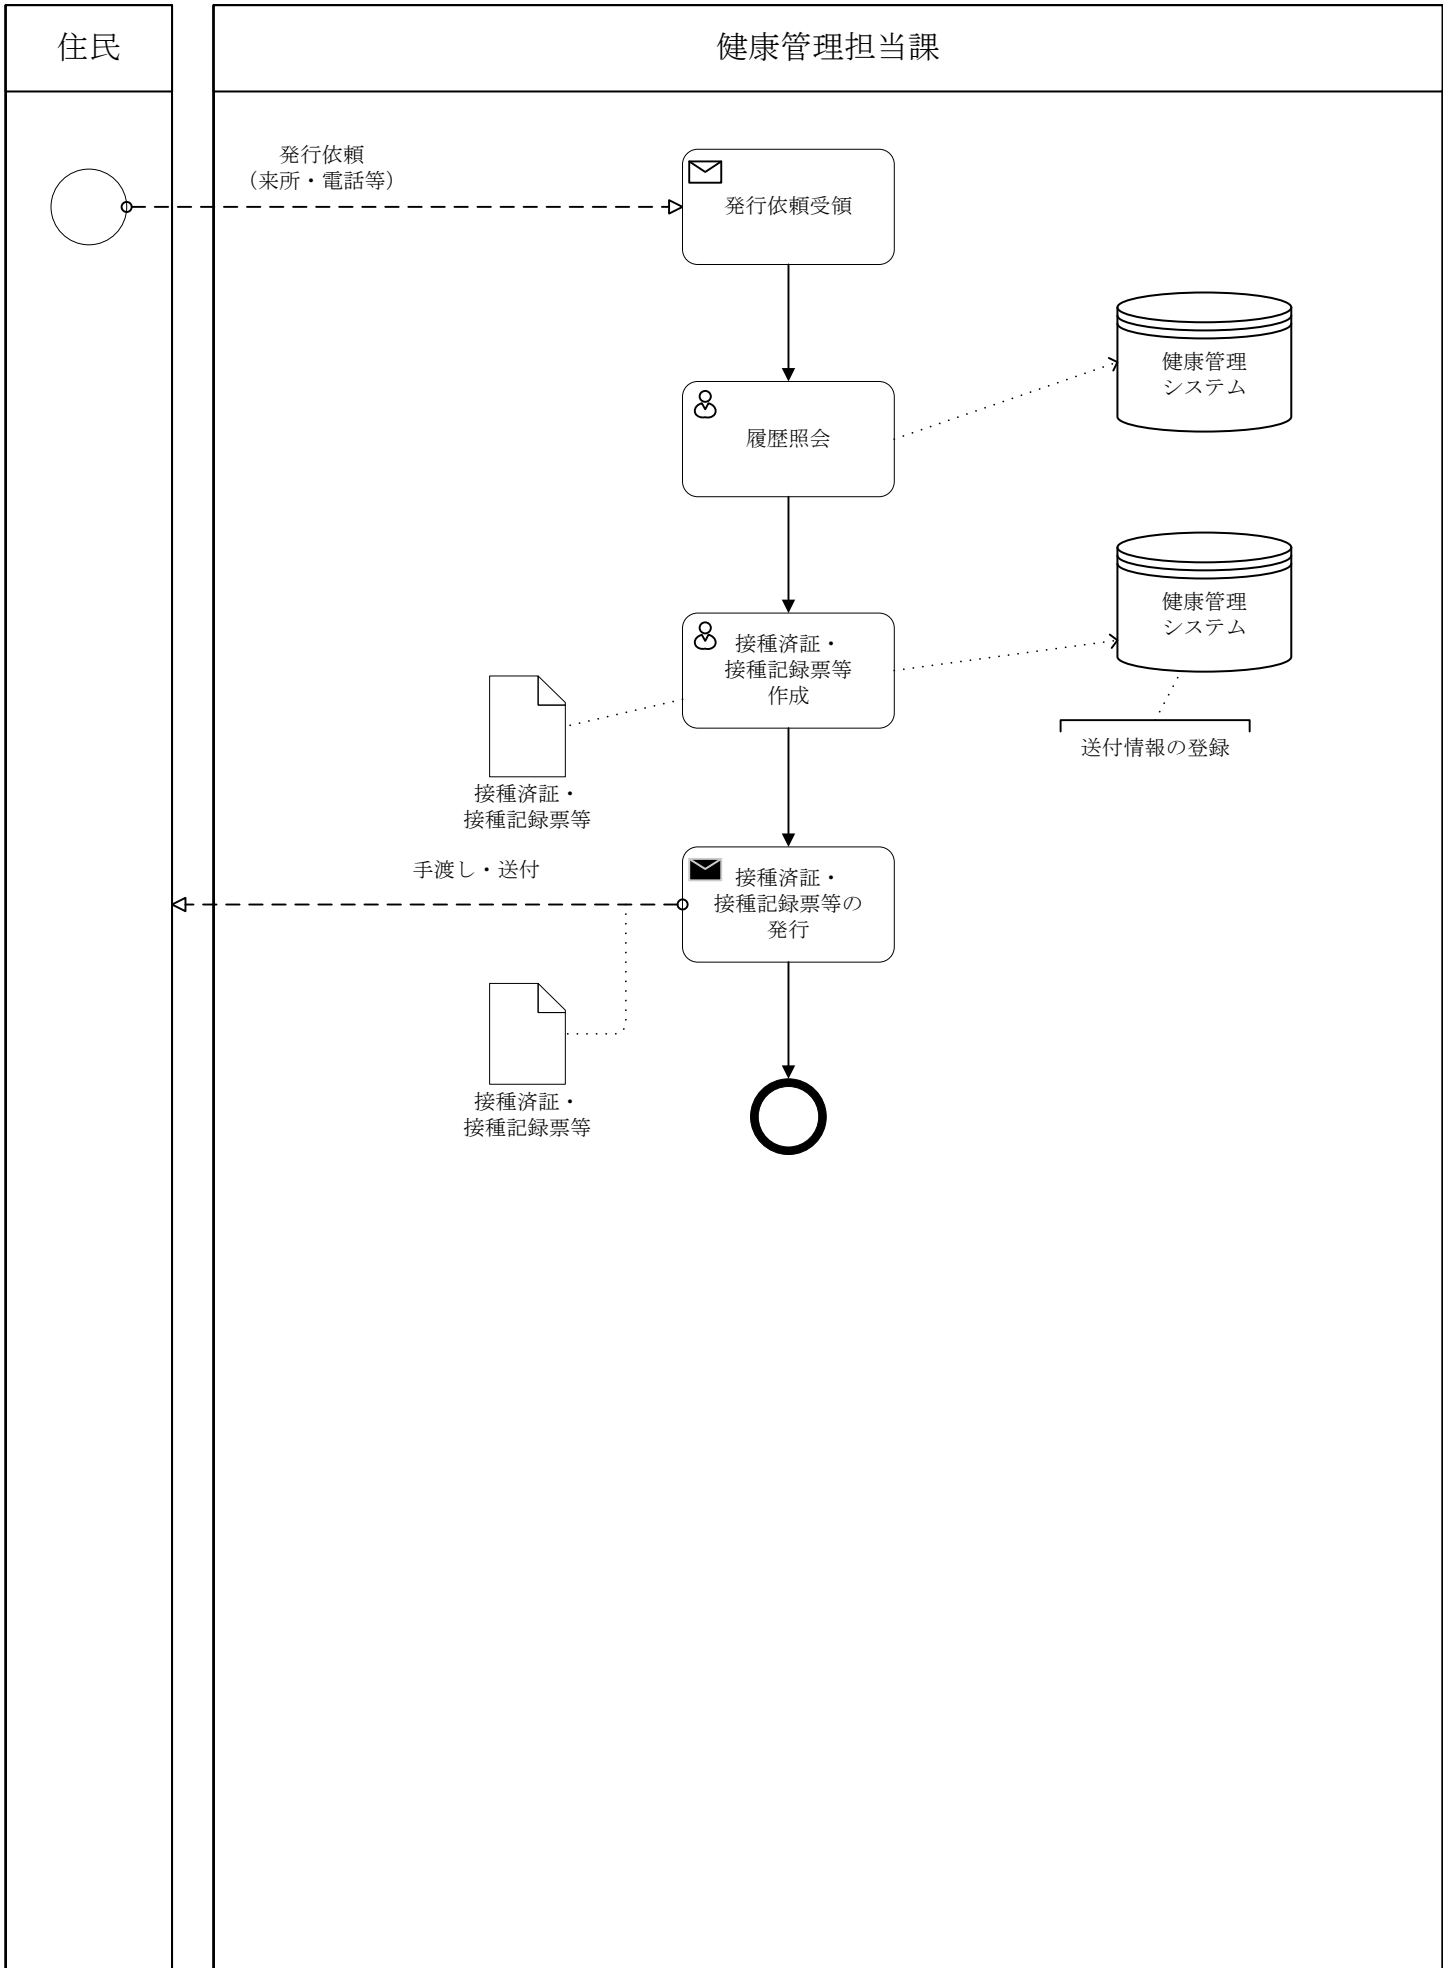 住民
健康管理担当課
発行依頼
（来所・電話等）
発行依頼受領
健康管理
システム
履歴照会
健康管理
システム
接種済証・
接種記録票等
作成
送付情報の登録
接種済証・
接種記録票等
手渡し・送付
接種済証・
接種記録票等の
発行
接種済証・
接種記録票等